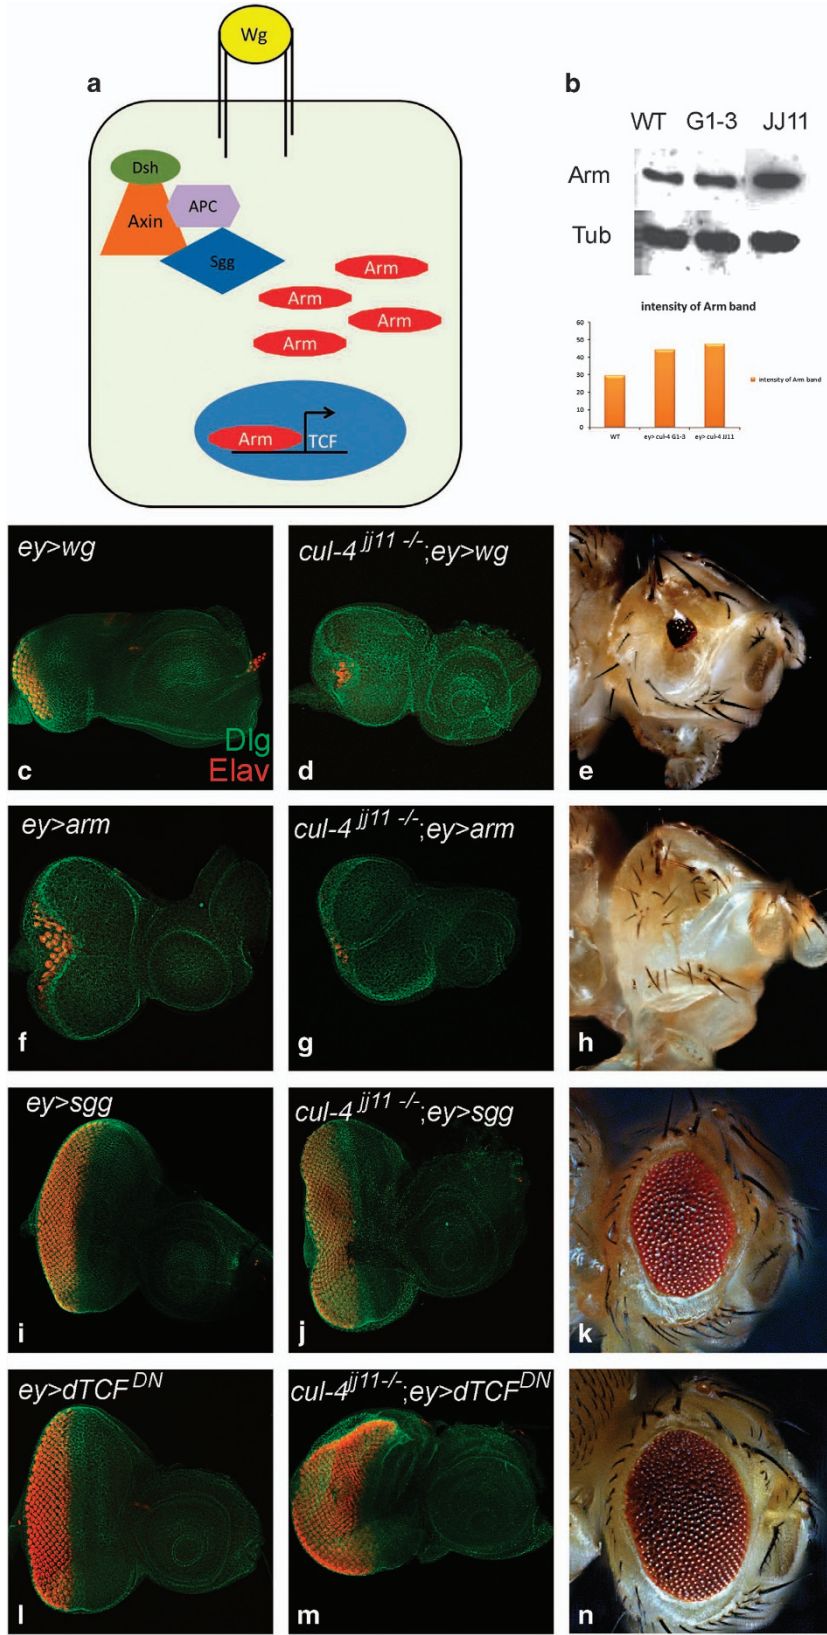 a
Wg
Dsh
Axin
APC
Sgg
Arm
Arm
Arm
Arm
Arm
TCF
b
WT G1-3 JJ11
Arm
Tub
intensity of Arm band
60
50
40
30
20
10
0
WT ey> cul-4 G1-3 ey> cul-4 JJ11
intensity of Arm band
ey>wg
Dlg
Elav
c
cul-4 jj11 -/-;ey>wg
d
e
ey>arm
f
cul-4 jj11 -/-;ey>arm
g
h
ey>sgg
i
cul-4 jj11 -/-;ey>sgg
j
k
ey>dTCF DN
l
cul-4 jj11-/-;ey>dTCF DN
m
n